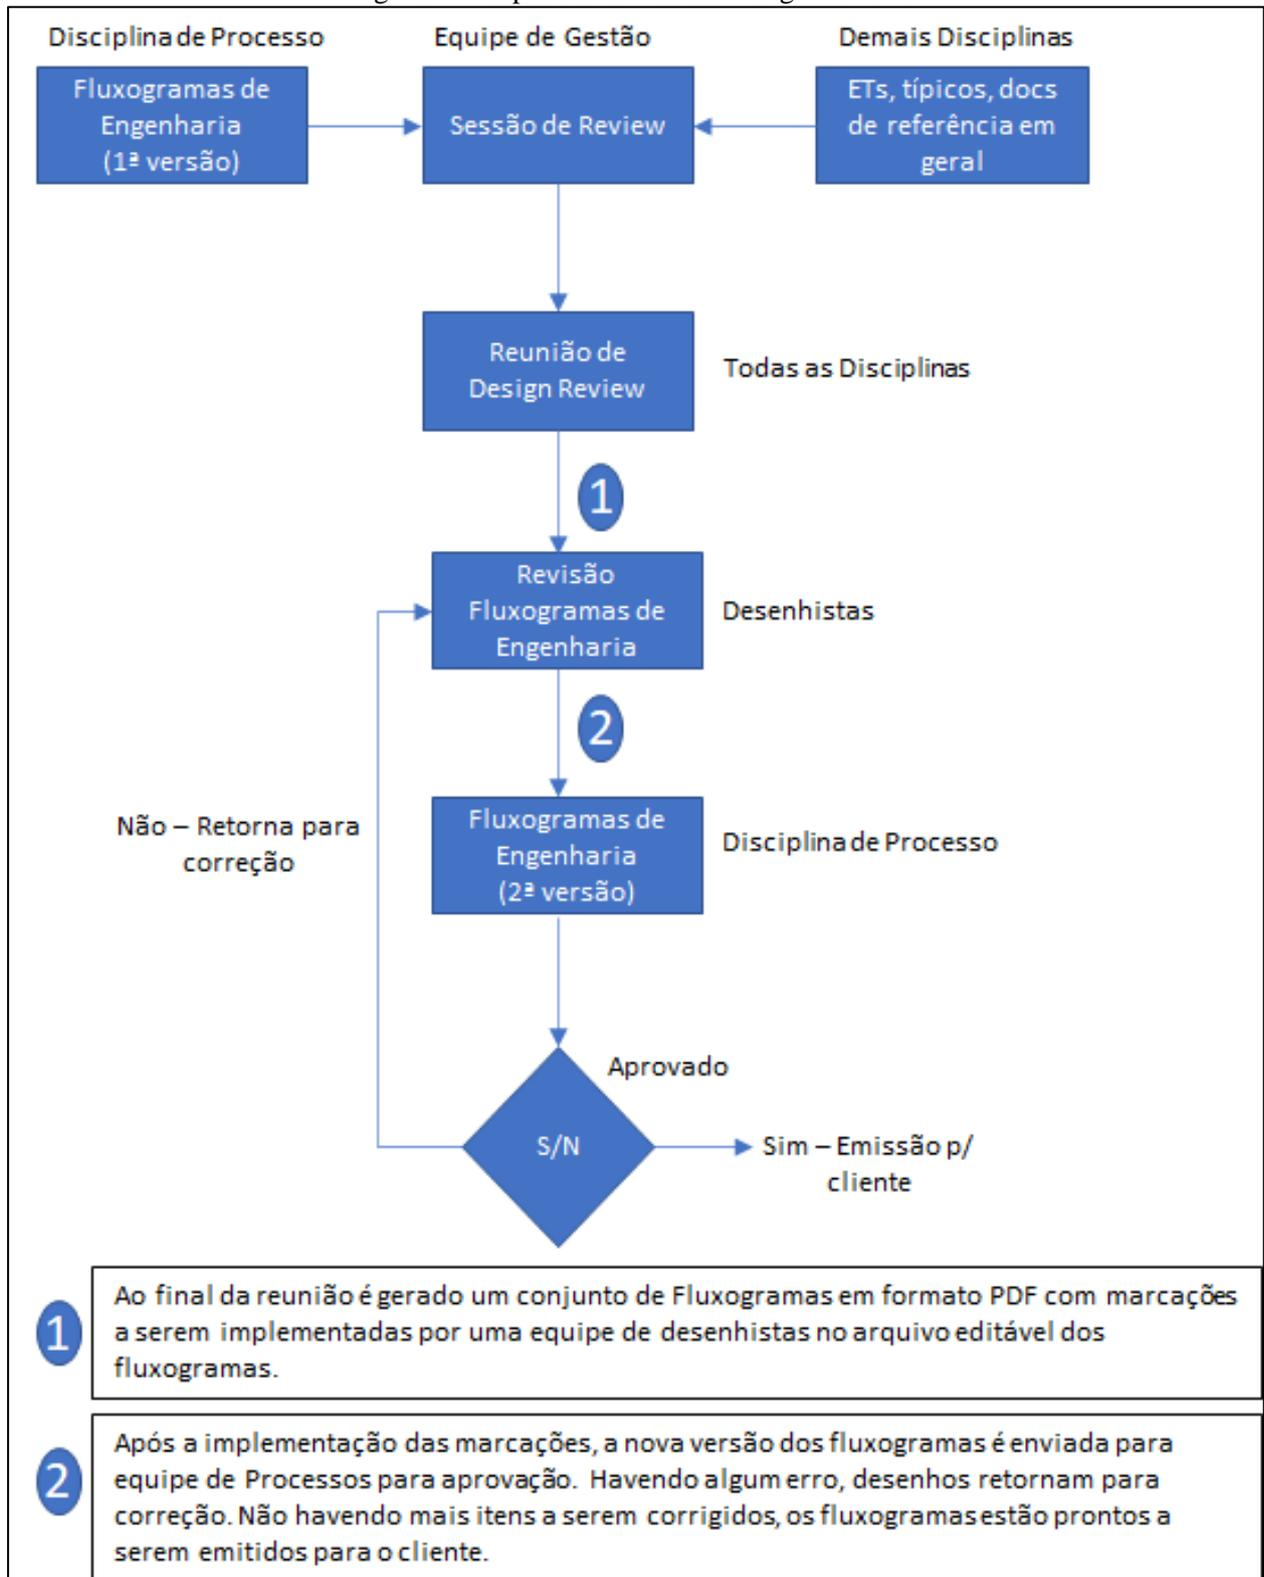 Disciplina de Processo
Equipe de Gestão
Demais Disciplinas
Fluxogramas de
Engenharia
(1ª versão)
Sessão de Review
ETs, típicos, docs
de referência em
geral
Reunião de
Design Review
Todas as Disciplinas
1
Revisão
Fluxogramas de
Engenharia
Desenhistas
2
Não – Retorna para
correção
Fluxogramas de
Engenharia
(2ª versão)
Disciplina de Processo
Aprovado
S/N
Sim – Emissão p/
cliente
1
Ao final da reunião é gerado um conjunto de Fluxogramas em formato PDF com marcações
a serem implementadas por uma equipe de desenhistas no arquivo editável dos
fluxogramas.
2
Após a implementação das marcações, a nova versão dos fluxogramas é enviada para
equipe de Processos para aprovação. Havendo algum erro, desenhos retornam para
correção. Não havendo mais itens a serem corrigidos, os fluxogramas estão prontos a
serem emitidos para o cliente.